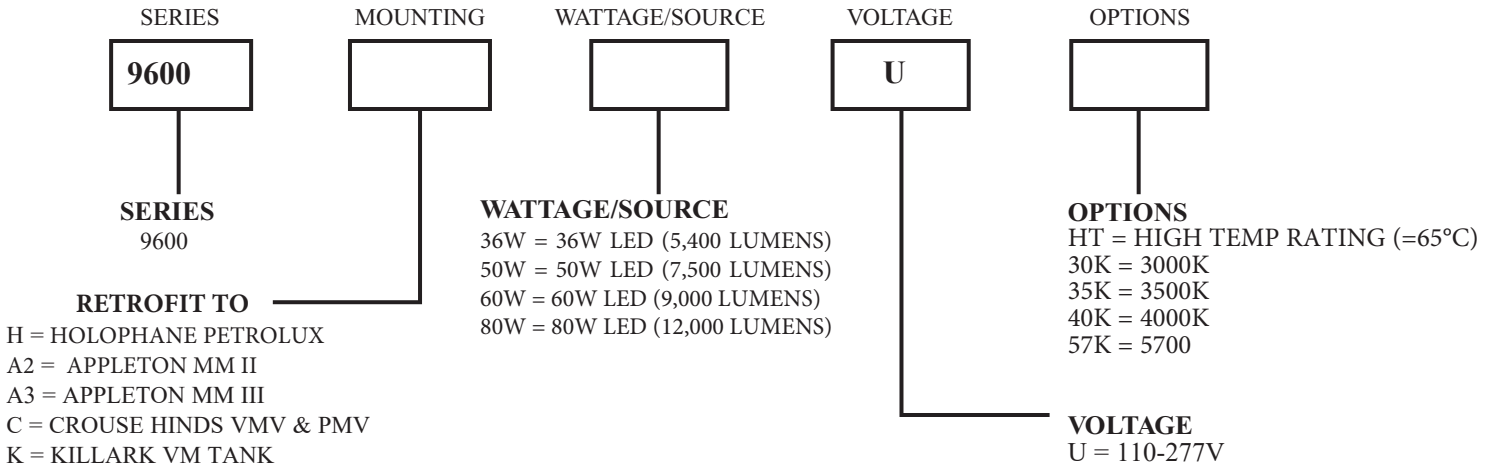 SERIES MOUNTING WATTAGE/SOURCE VOLTAGE OPTIONS
9600 U
SERIES
9600
RETROFIT TO
H = HOLOPHANE PETROLUX
A2 = APPLETON MM II
A3 = APPLETON MM III
C = CROUSE HINDS VMV & PMV
K = KILLARK VM TANK
WATTAGE/SOURCE
36W = 36W LED (5,400 LUMENS)
50W = 50W LED (7,500 LUMENS)
60W = 60W LED (9,000 LUMENS)
80W = 80W LED (12,000 LUMENS)
OPTIONS
HT = HIGH TEMP RATING (=65°C)
30K = 3000K
35K = 3500K
40K = 4000K
57K = 5700
VOLTAGE
U = 110-277V